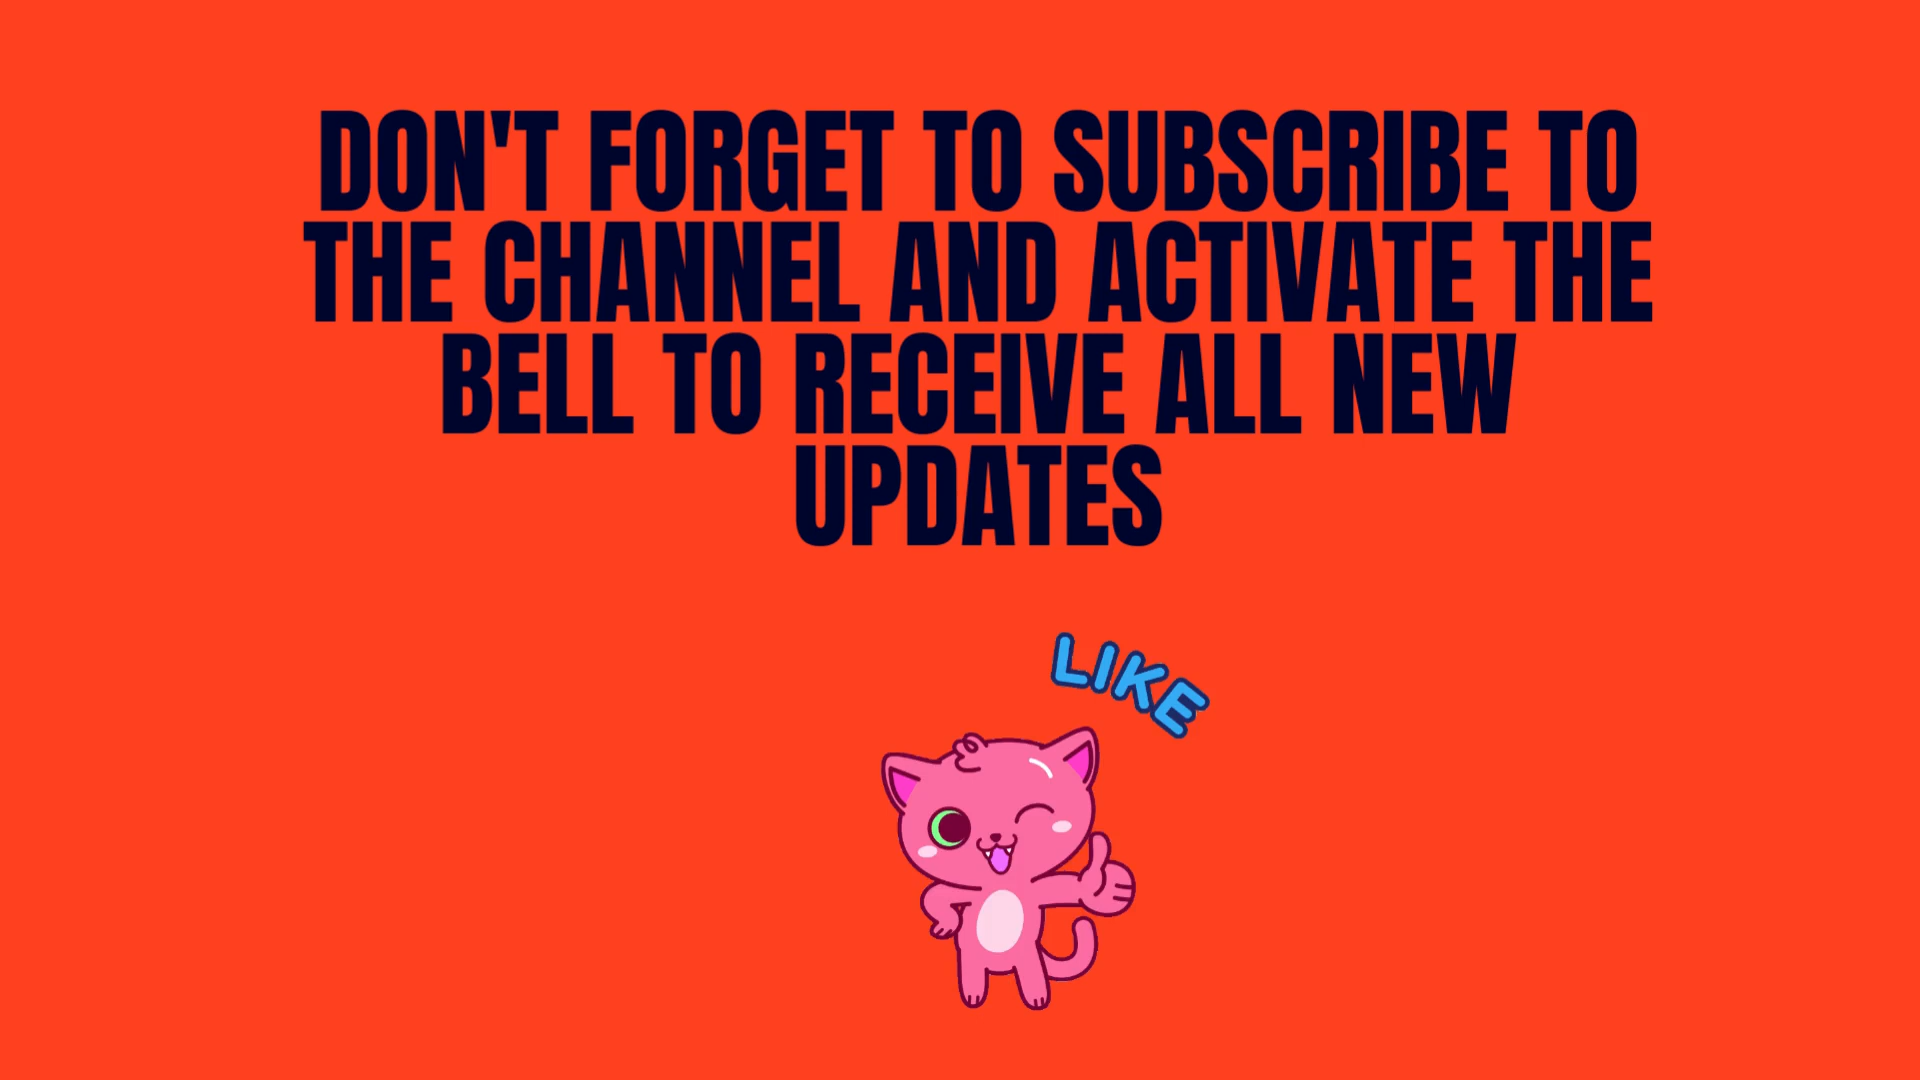 DON'T FORGET TO SUBSCRIBE TO
THE CHANNEL AND ACTIVATE THE
BELL TO RECEIVE ALL NEW
UPDATES
LIKE